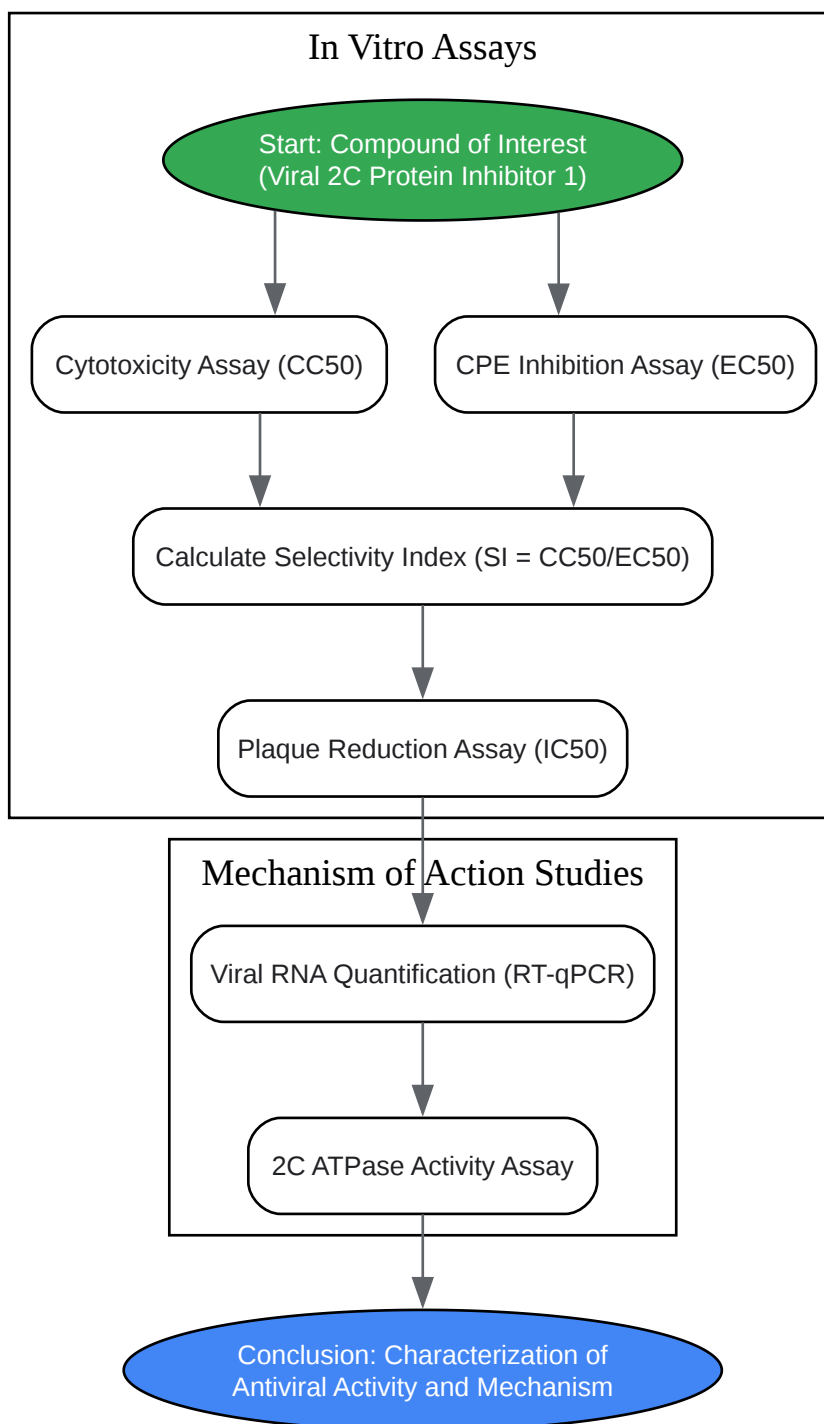 In Vitro Assays
Start: Compound of Interest
(Viral 2C Protein Inhibitor 1)
Cytotoxicity Assay (CC50)
CPE Inhibition Assay (EC50)
Calculate Selectivity Index (SI = CC50/EC50)
Plaque Reduction Assay (IC50)
Mechanism of Action Studies
Viral RNA Quantification (RT-qPCR)
2C ATPase Activity Assay
Conclusion: Characterization of
Antiviral Activity and Mechanism